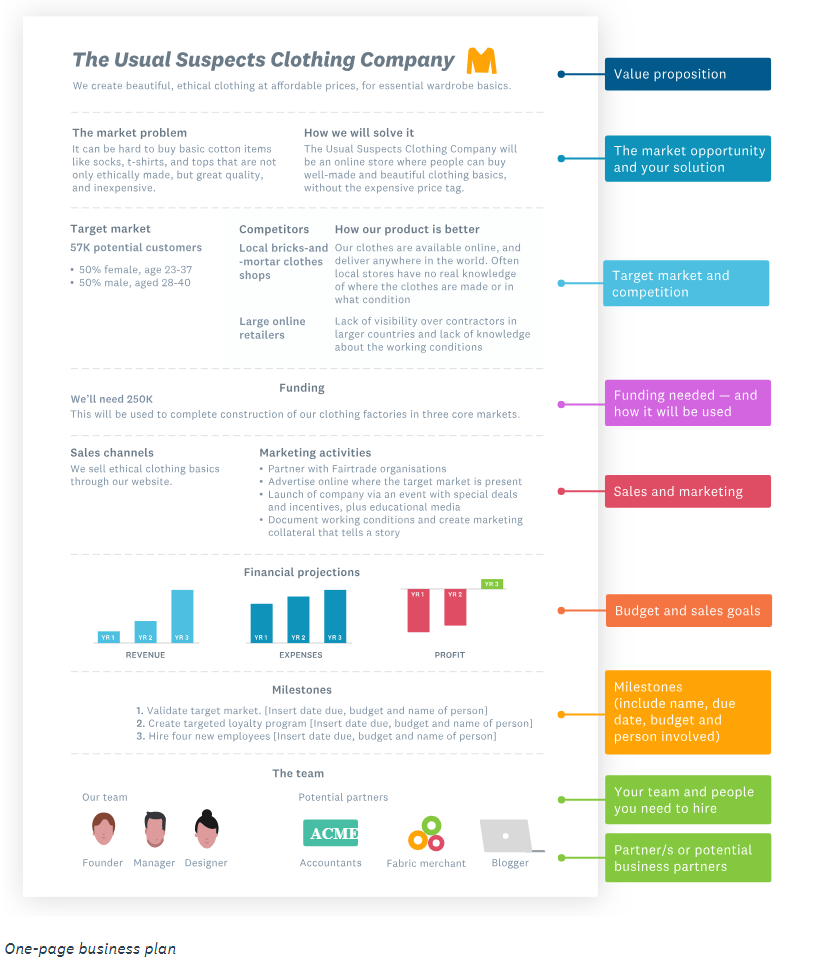 The Usual Suspects Clothing Company
We create beautiful, ethical clothing at affordable prices, for essential wardrobe basics.
Value proposition
The market problem
It can be hard to buy basic cotton items
like socks, t-shirts, and tops that are not
only ethically made, but great quality,
and inexpensive.
How we will solve it
The Usual Suspects Clothing Company will
be an online store where people can buy
well-made and beautiful clothing basics,
without the expensive price tag.
The market opportunity
and your solution
Target market
57K potential customers
• 50% female, age 23-37
• 50% male, aged 28-40
Competitors
How our product is better
Local bricks-and
-mortar clothes
shops
Our clothes are available online, and
deliver anywhere in the world. Often
local stores have no real knowledge
of where the clothes are made or in
what condition
Large online
retailers
Lack of visibility over contractors in
larger countries and lack of knowledge
about the working conditions
Target market and
competition
Funding
We'll need 250K
This will be used to complete construction of our clothing factories in three core markets.
Funding needed — and
how it will be used
Sales channels
We sell ethical clothing basics
through our website.
Marketing activities
• Partner with Fairtrade organisations
• Advertise online where the target market is present
• Launch of company via an event with special deals
and incentives, plus educational media
• Document working conditions and create marketing
collateral that tells a story
Sales and marketing
Financial projections
YR 1
YR 2
YR 3
REVENUE
YR 1
YR 2
YR 3
EXPENSES
YR 1
YR 2
YR 3
PROFIT
Budget and sales goals
Milestones
1. Validate target market. [Insert date due, budget and name of person]
2. Create targeted loyalty program [Insert date due, budget and name of person]
3. Hire four new employees [Insert date due, budget and name of person]
Milestones
(include name, due
date, budget and
person involved)
The team
Our team
Founder
Manager
Designer
Potential partners
ACME
Accountants
Fabric merchant
Blogger
Your team and people
you need to hire
Partner/s or potential
business partners
One-page business plan